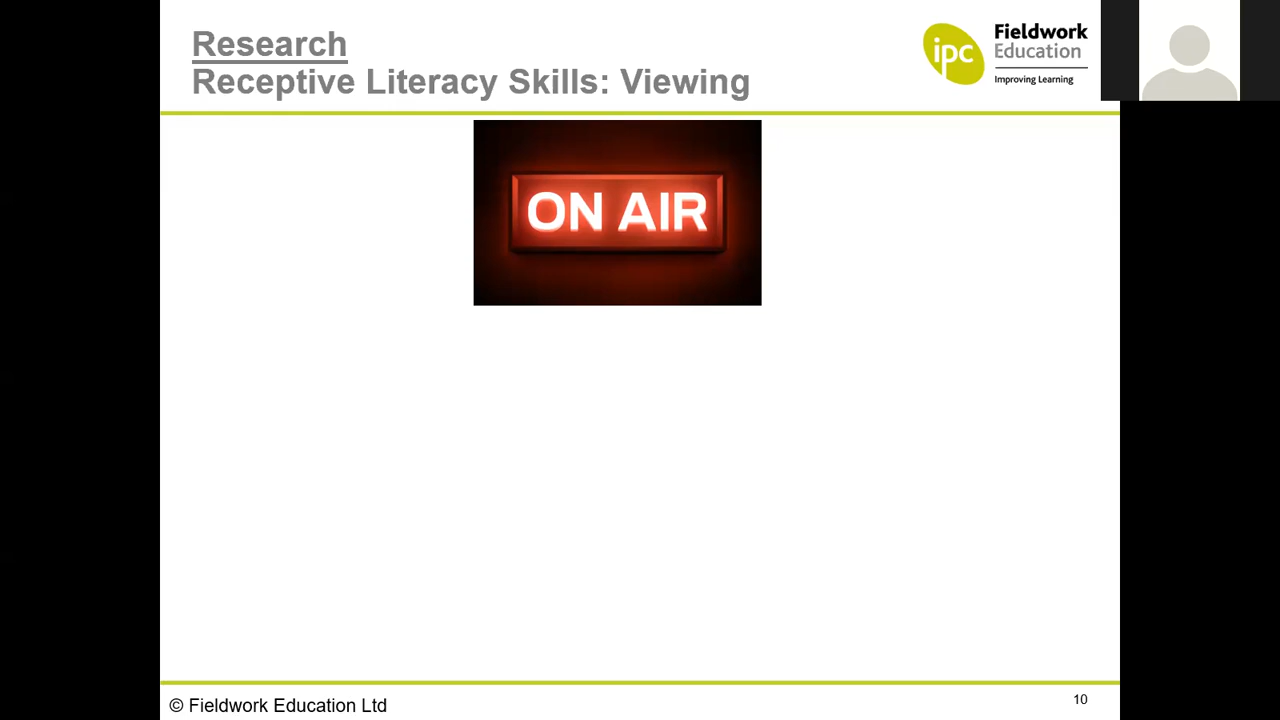 Research
Receptive Literacy Skills: Viewing
ipc
Fieldwork
Education
Improving Learning
ON AIR
© Fieldwork Education Ltd
10